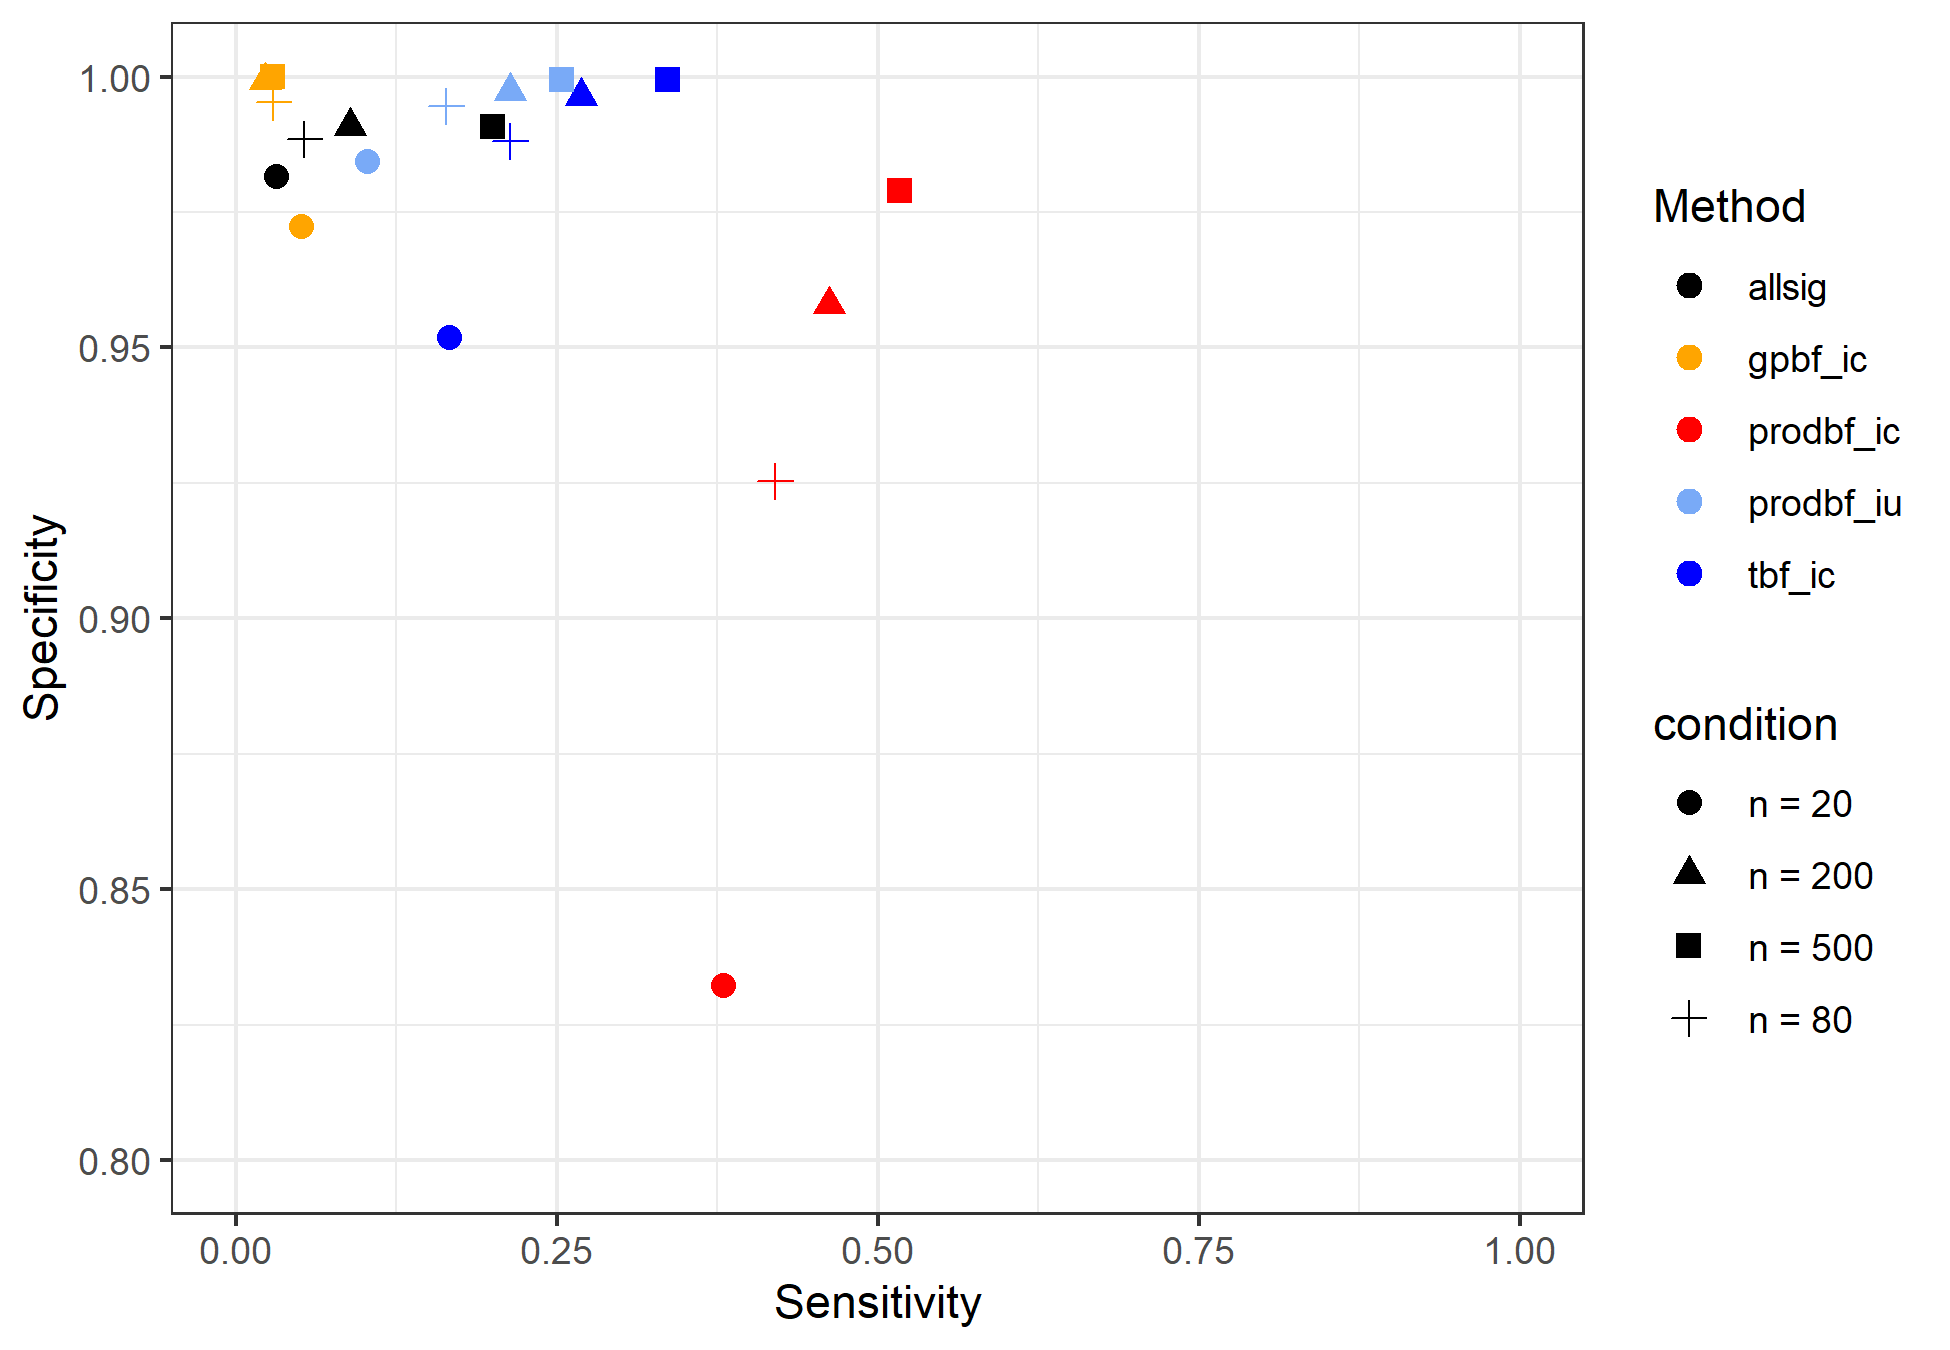 1.00
0.95
0.90
0.85
0.80
Specificity
0.00 0.25 0.50 0.75 1.00
Sensitivity
Method
allsig
gpbf_ic
prodbf_ic
prodbf_iu
tbf_ic
condition
n = 20
n = 200
n = 500
n = 80